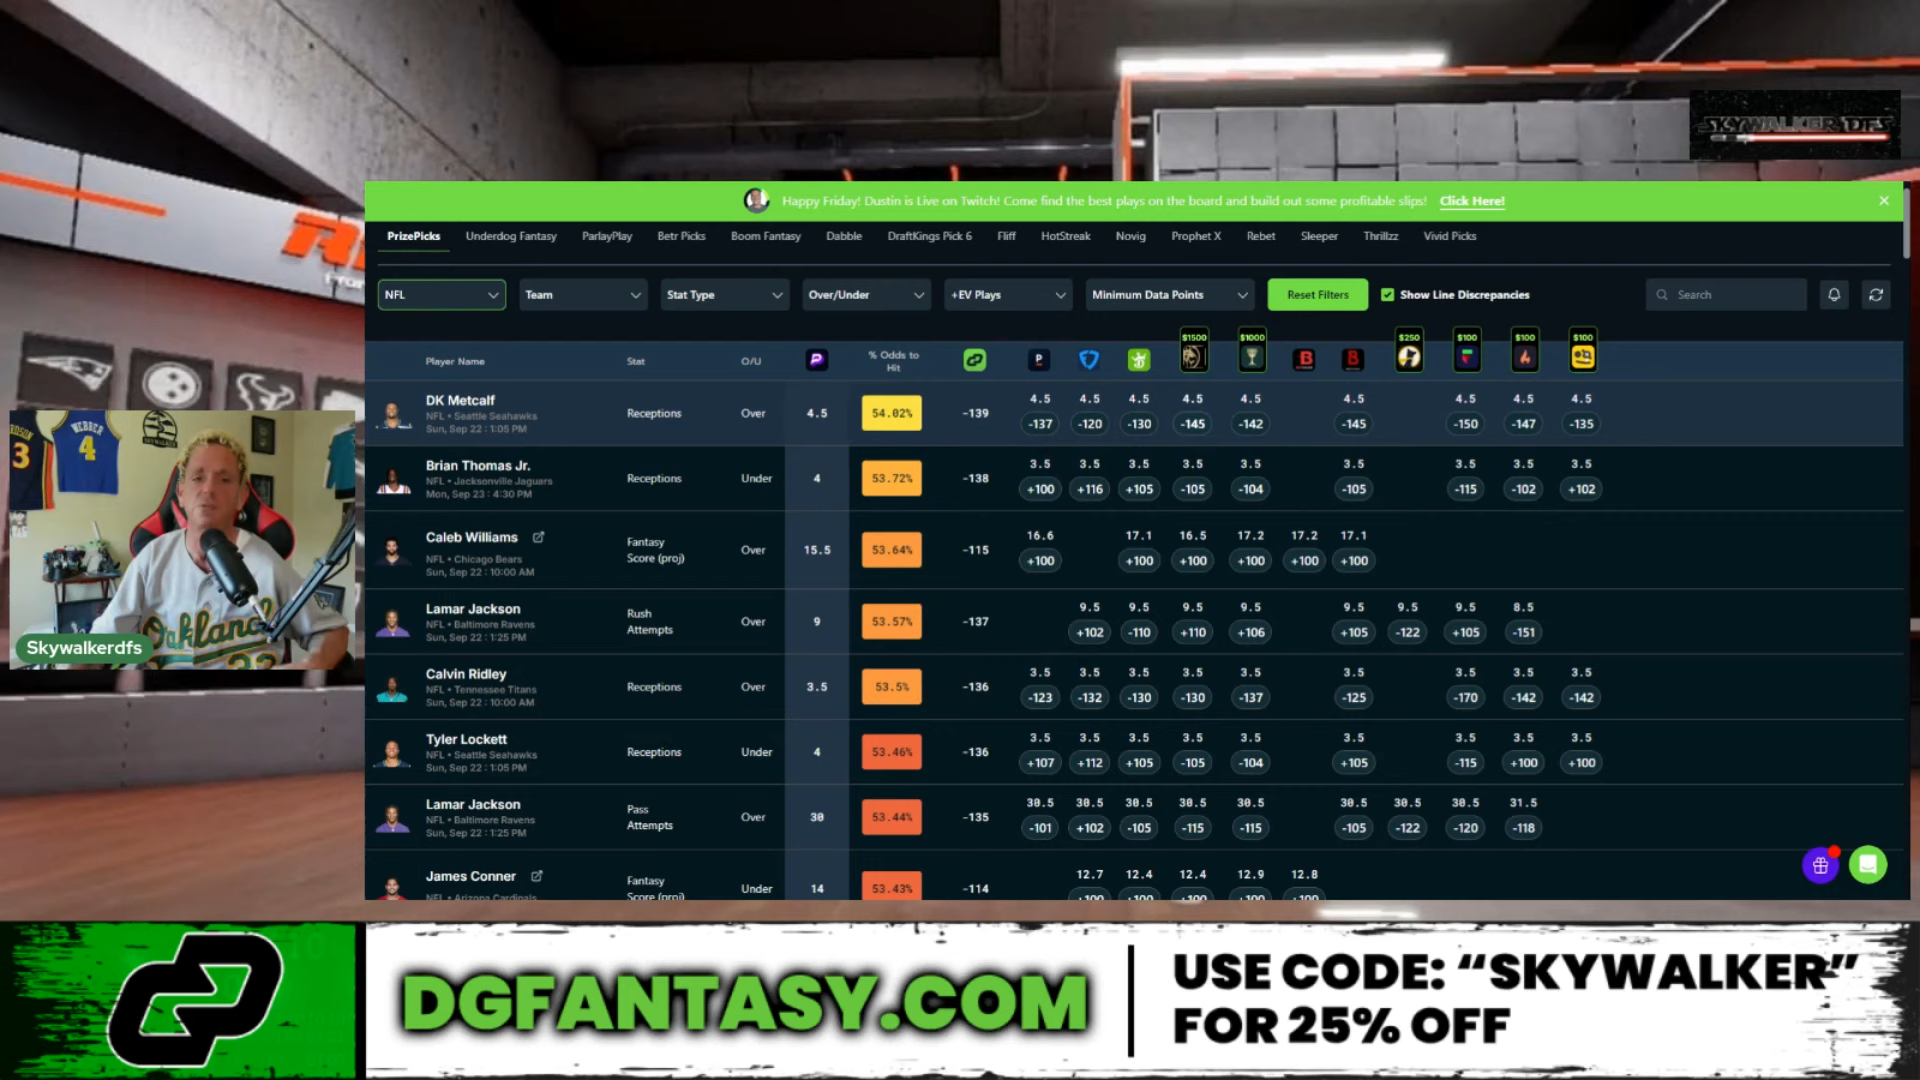 SKYWALKER DFS
Happy Friday! Dustin is Live on Twitch! Come find the best plays on the board and build out some profitable slips! Click Here!
PrizePicks Underdog Fantasy ParlayPlay Betr Picks Boom Fantasy Dabble DraftKings Pick 6 Fliff HotStreak Novig Prophet X Rebet Sleeper Thrillzz Vivid Picks
NFL Team Stat Type Over/Under +EV Plays Minimum Data Points Reset Filters Show Line Discrepancies Search
$1500 $1000 $250 $100 $100 $100
Player Name Stat O/U % Odds to Hit
DK Metcalf
NFL • Seattle Seahawks
Sun, Sep 22 : 1:05 PM
Receptions Over 4.5 54.02% -139
4.5 4.5 4.5 4.5 4.5 4.5 4.5 4.5 4.5
-137 -120 -130 -145 -142 -145 -150 -147 -135
Brian Thomas Jr.
NFL • Jacksonville Jaguars
Mon, Sep 23 : 4:30 PM
Receptions Under 4 53.72% -138
3.5 3.5 3.5 3.5 3.5 3.5 3.5 3.5 3.5
+100 +116 +105 -105 -104 -105 -115 -102 +102
Caleb Williams
NFL • Chicago Bears
Sun, Sep 22 : 10:00 AM
Fantasy Score (proj) Over 15.5 53.64% -115
16.6 17.1 16.5 17.2 17.2 17.1
+100 +100 +100 +100 +100 +100
Lamar Jackson
NFL • Baltimore Ravens
Sun, Sep 22 : 1:25 PM
Rush Attempts Over 9 53.57% -137
9.5 9.5 9.5 9.5 9.5 9.5 9.5 8.5
+102 -110 +110 +106 +105 -122 +105 -151
Calvin Ridley
NFL • Tennessee Titans
Sun, Sep 22 : 10:00 AM
Receptions Over 3.5 53.5% -136
3.5 3.5 3.5 3.5 3.5 3.5 3.5 3.5 3.5
-123 -132 -130 -130 -137 -125 -170 -142 -142
Tyler Lockett
NFL • Seattle Seahawks
Sun, Sep 22 : 1:05 PM
Receptions Under 4 53.46% -136
3.5 3.5 3.5 3.5 3.5 3.5 3.5 3.5 3.5
+107 +112 +105 -105 -104 +105 -115 +100 +100
Lamar Jackson
NFL • Baltimore Ravens
Sun, Sep 22 : 1:25 PM
Pass Attempts Over 30 53.44% -135
30.5 30.5 30.5 30.5 30.5 30.5 30.5 30.5 31.5
-101 +102 -105 -115 -115 -105 -122 -120 -118
James Conner
NFL • Arizona Cardinals
Fantasy Score (proj) Under 14 53.43% -114
12.7 12.4 12.4 12.9 12.8
+100 +100 +100 +100 +100
WEBBER
4
3
Oakland
Skywalkerdfs
DGFANTASY.COM
USE CODE: “SKYWALKER”
FOR 25% OFF